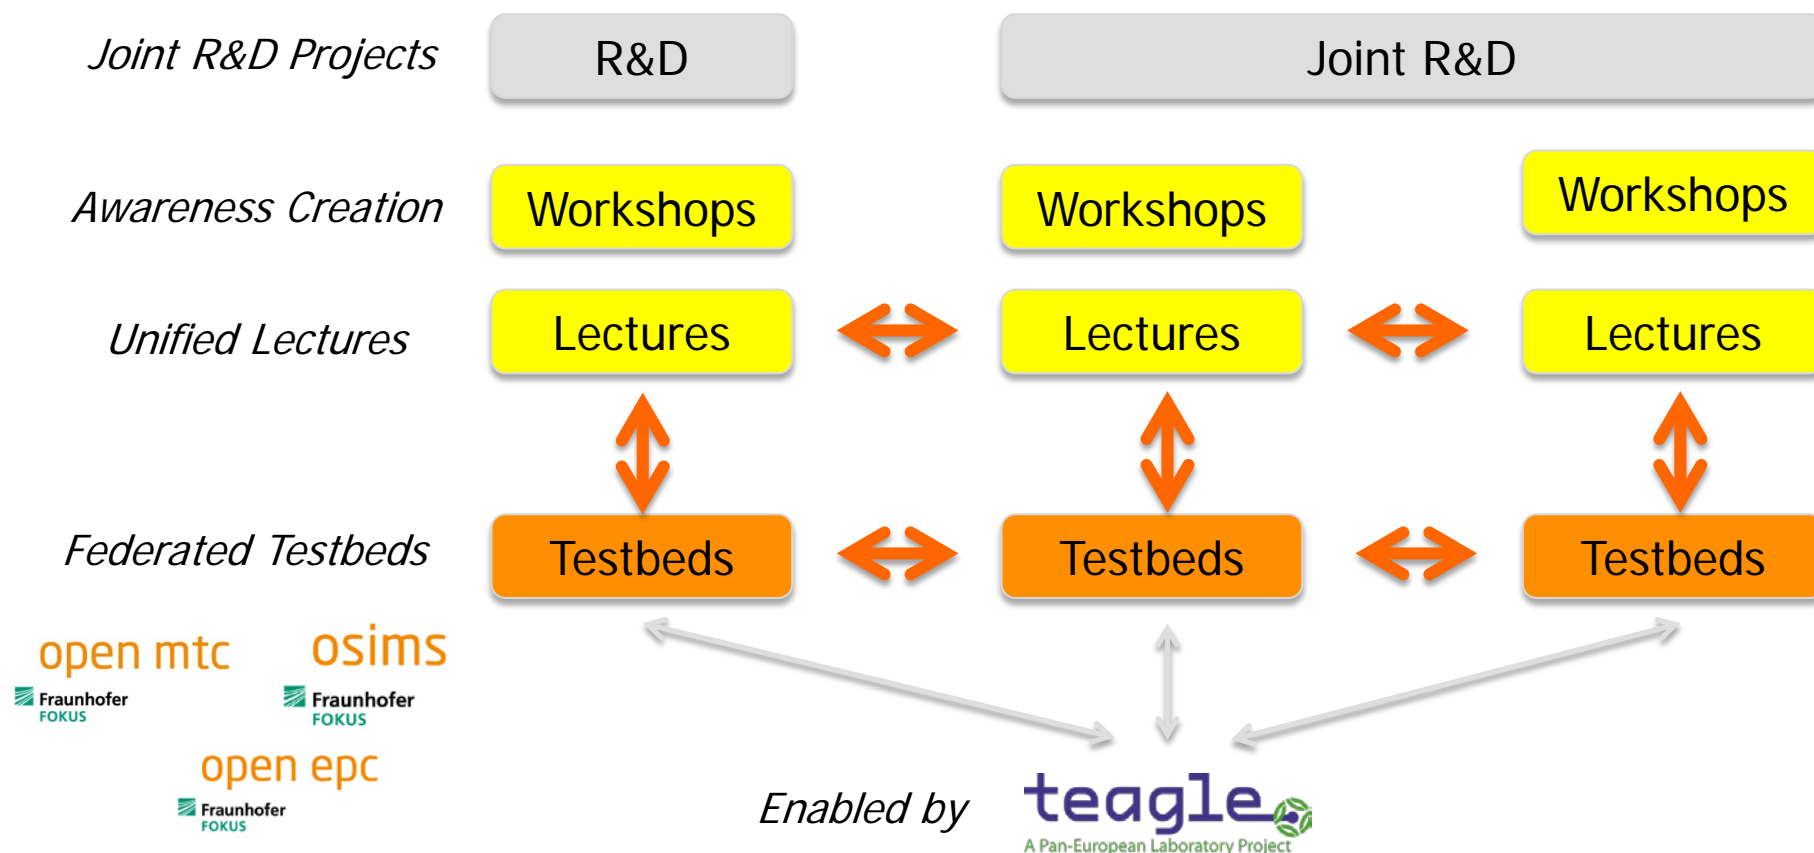 Joint R&D Projects
R&D
Joint R&D
Awareness Creation
Workshops
Workshops
Workshops
Unified Lectures
Lectures
Lectures
Lectures
Federated Testbeds
Testbeds
Testbeds
Testbeds
open mtc
Fraunhofer
FOKUS
osims
Fraunhofer
FOKUS
open epc
Fraunhofer
FOKUS
Enabled by
teagle
A Pan-European Laboratory Project